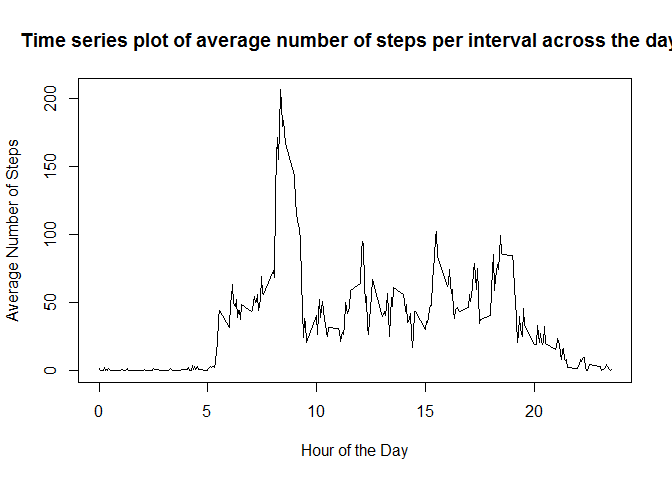 Time series plot of average number of steps per interval across the day
200
150
100
50
0
Average Number of Steps
0 5 10 15 20
Hour of the Day